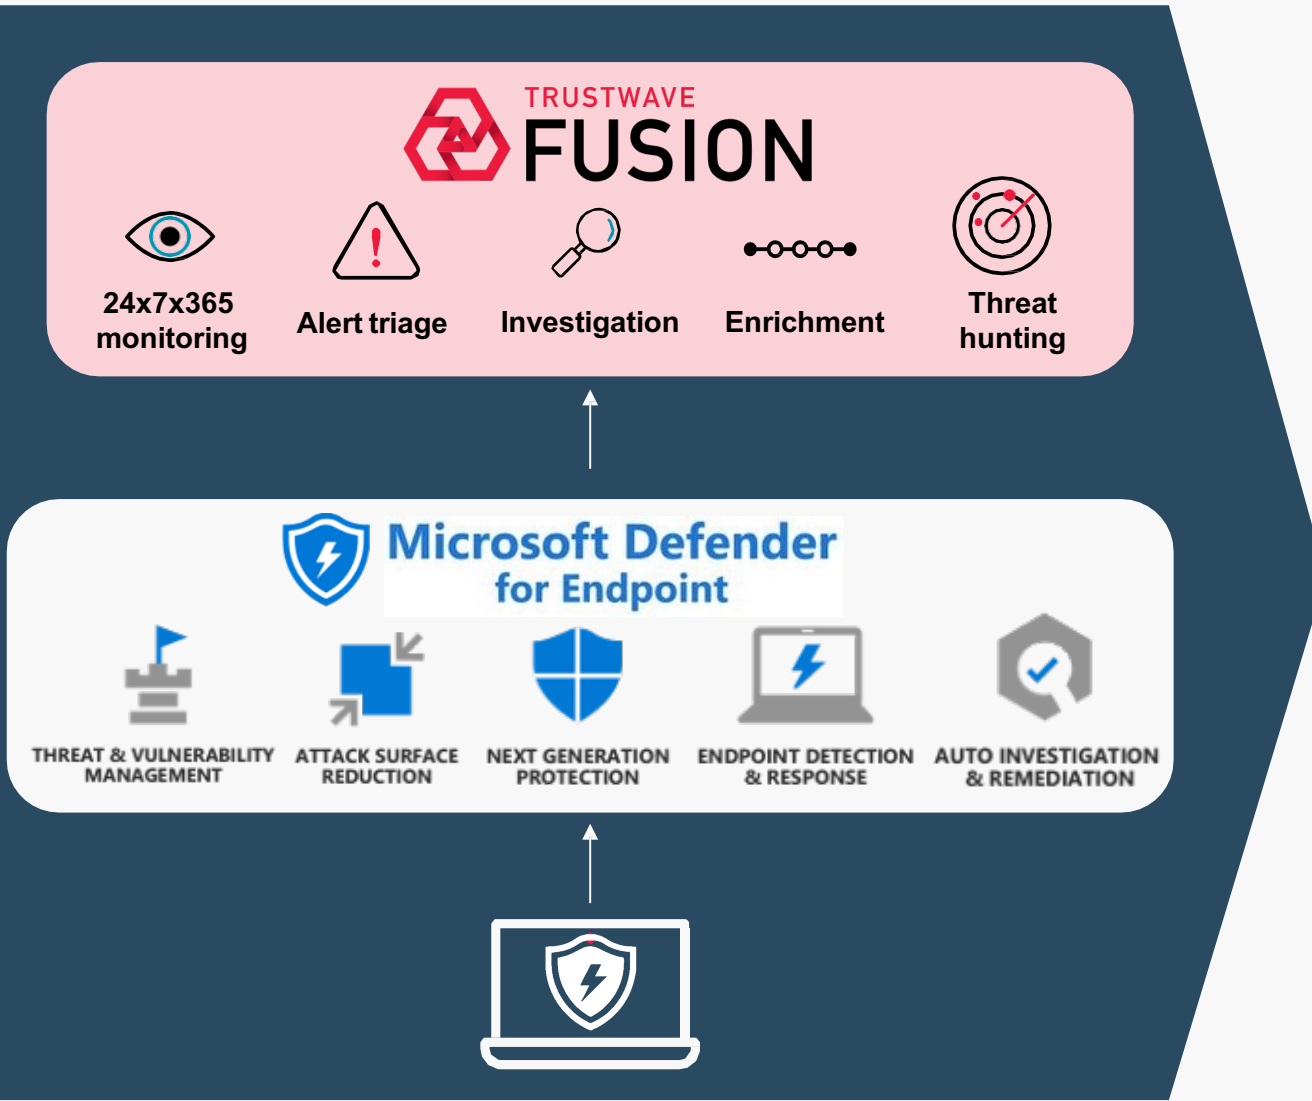 TRUSTWAVE
FUSION
24x7x365
monitoring
Alert triage
Investigation
Enrichment
Threat
hunting
Microsoft Defender
for Endpoint
THREAT & VULNERABILITY
MANAGEMENT
ATTACK SURFACE
REDUCTION
NEXT GENERATION
PROTECTION
ENDPOINT DETECTION
& RESPONSE
AUTO INVESTIGATION
& REMEDIATION